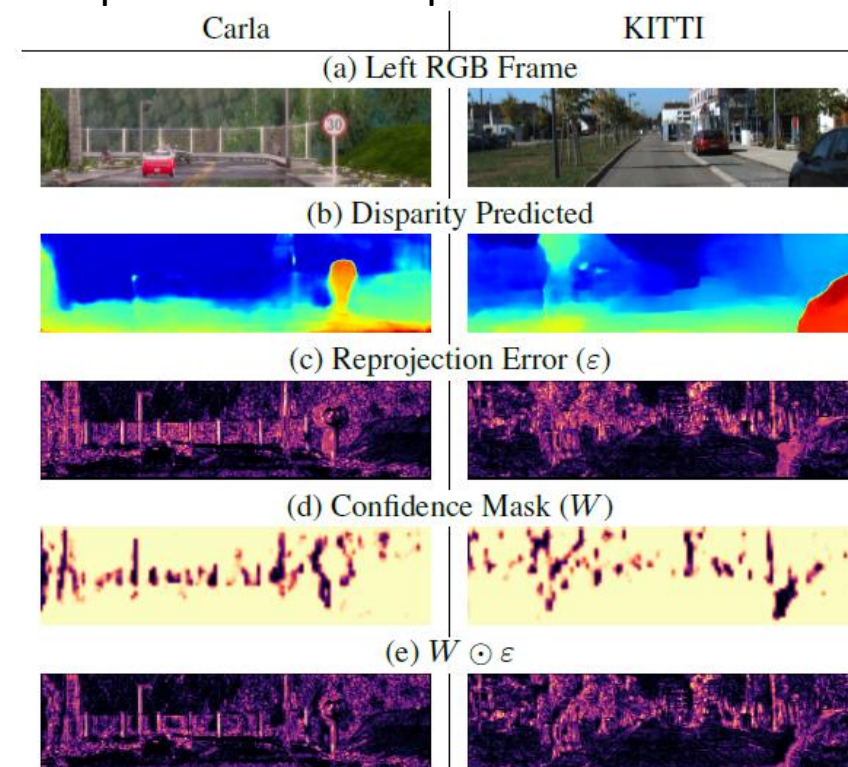 Carla KITTI
(a) Left RGB Frame
30
(b) Disparity Predicted
(c) Reprojection Error (ε)
(d) Confidence Mask (W)
(e) W ⊙ ε